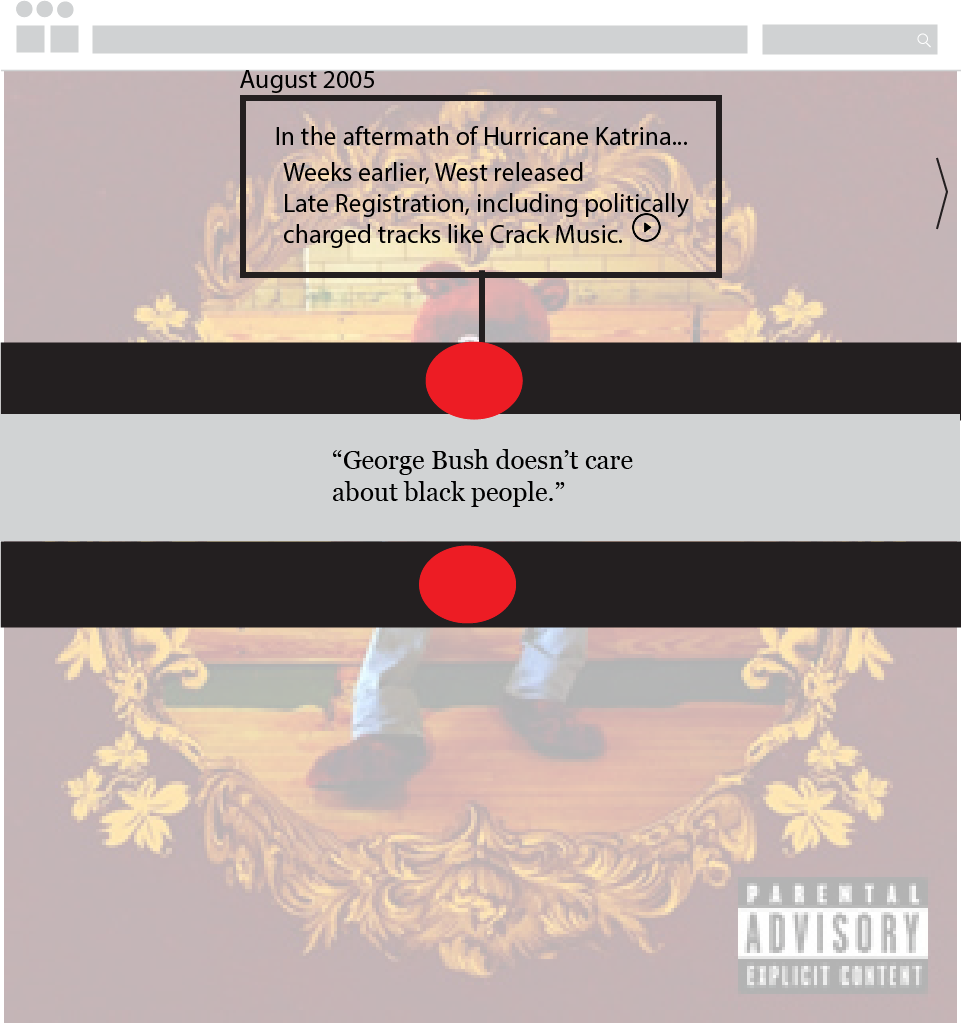 August 2005
In the aftermath of Hurricane Katrina...
Weeks earlier, West released
Late Registration, including politically
charged tracks like Crack Music.
“George Bush doesn’t care
about black people.”
PARENTAL
ADVISORY
EXPLICIT CONTENT